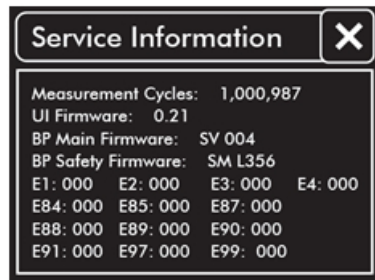 Service Information X
Measurement Cycles: 1,000,987
UI Firmware: 0.21
BP Main Firmware: SV 004
BP Safety Firmware: SM L356
E1: 000 E2: 000 E3: 000 E4: 000
E84: 000 E85: 000 E87: 000
E88: 000 E89: 000 E90: 000
E91: 000 E97: 000 E99: 000